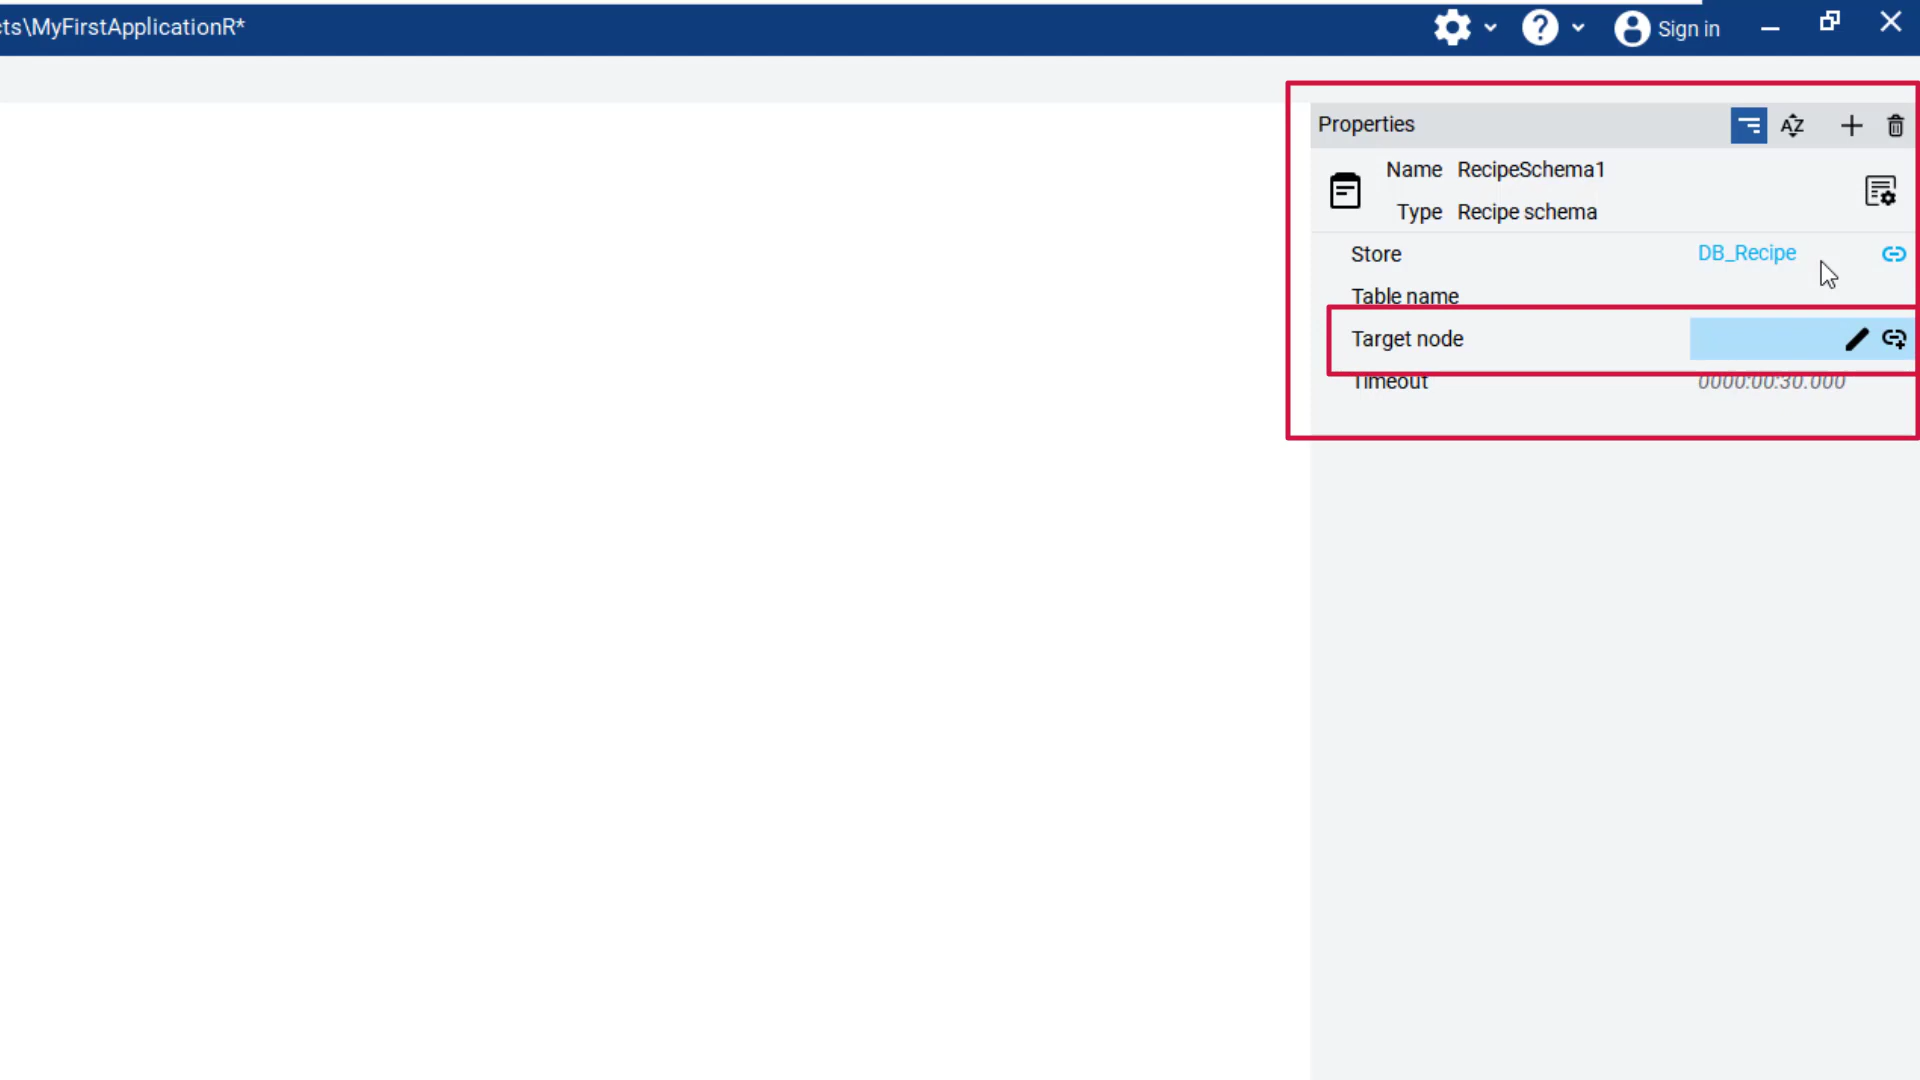 cts\MyFirstApplicationR*
Sign in
Properties
Name RecipeSchema1
Type Recipe schema
Store DB_Recipe
Table name
Target node
Timeout 0000:00:30.000